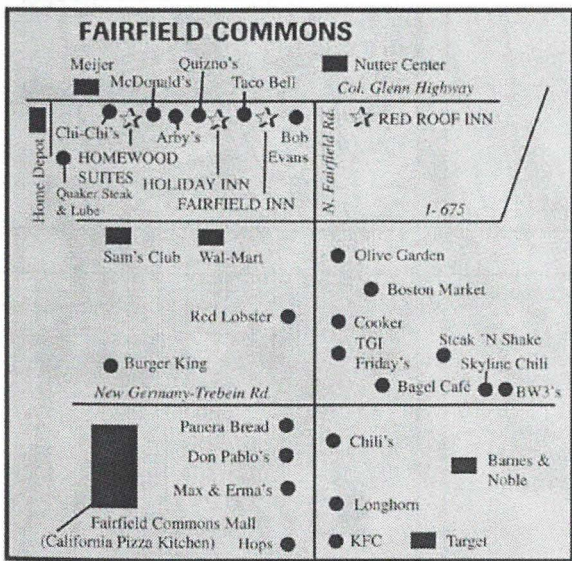 FAIRFIELD COMMONS
Meijer
Quizno's
Nutter Center
McDonald's
Taco Bell
Col. Glenn Highway
Chi-Chi's
Arby's
Bob
Evans
RED ROOF INN
HOMEWOOD
SUITES
HOLIDAY INN
FAIRFIELD INN
Home Depot
Quaker Steak
& Lube
N. Fairfield Rd.
I- 675
Sam's Club
Wal-Mart
Olive Garden
Boston Market
Red Lobster
Cooker
TGI
Friday's
Steak 'N Shake
Skyline Chili
Burger King
Bagel Café
BW3's
New Germany-Trebein Rd
Panera Bread
Chili's
Don Pablo's
Barnes &
Noble
Max & Erma's
Longhorn
Fairfield Commons Mall
(California Pizza Kitchen)
Hops
KFC
Target